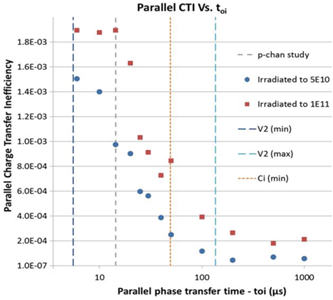 Parallel CTI Vs. toi
Parallel Charge Transfer Inefficiency
1.8E-03
1.6E-03
1.4E-03
1.2E-03
1.0E-03
8.0E-04
6.0E-04
4.0E-04
2.0E-04
1.0E-07
p-chan study
Irradiated to 5E10
Irradiated to 1E11
V2 (min)
V2 (max)
Ci (min)
10
100
1000
Parallel phase transfer time - toi (µs)